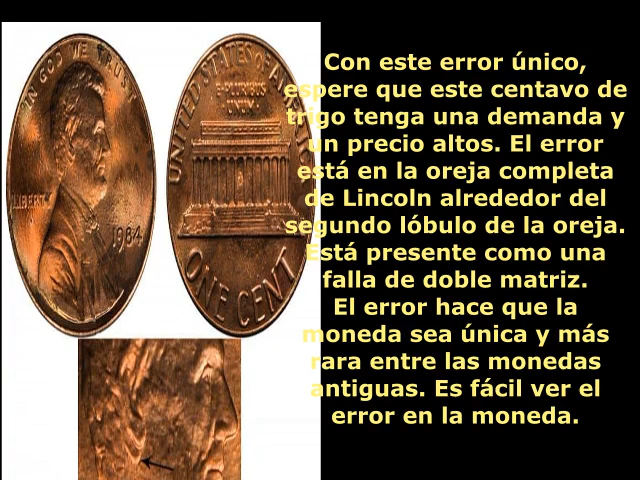 IN GOD WE TRUST
LIBERTY
1984
UNITED STATES OF AMERICA
E·PLURIBUS
UNUM
ONE CENT
Con este error único,
espere que este centavo de
trigo tenga una demanda y
un precio altos. El error
está en la oreja completa
de Lincoln alrededor del
segundo lóbulo de la oreja.
Está presente como una
falla de doble matriz.
El error hace que la
moneda sea única y más
rara entre las monedas
antiguas. Es fácil ver el
error en la moneda.